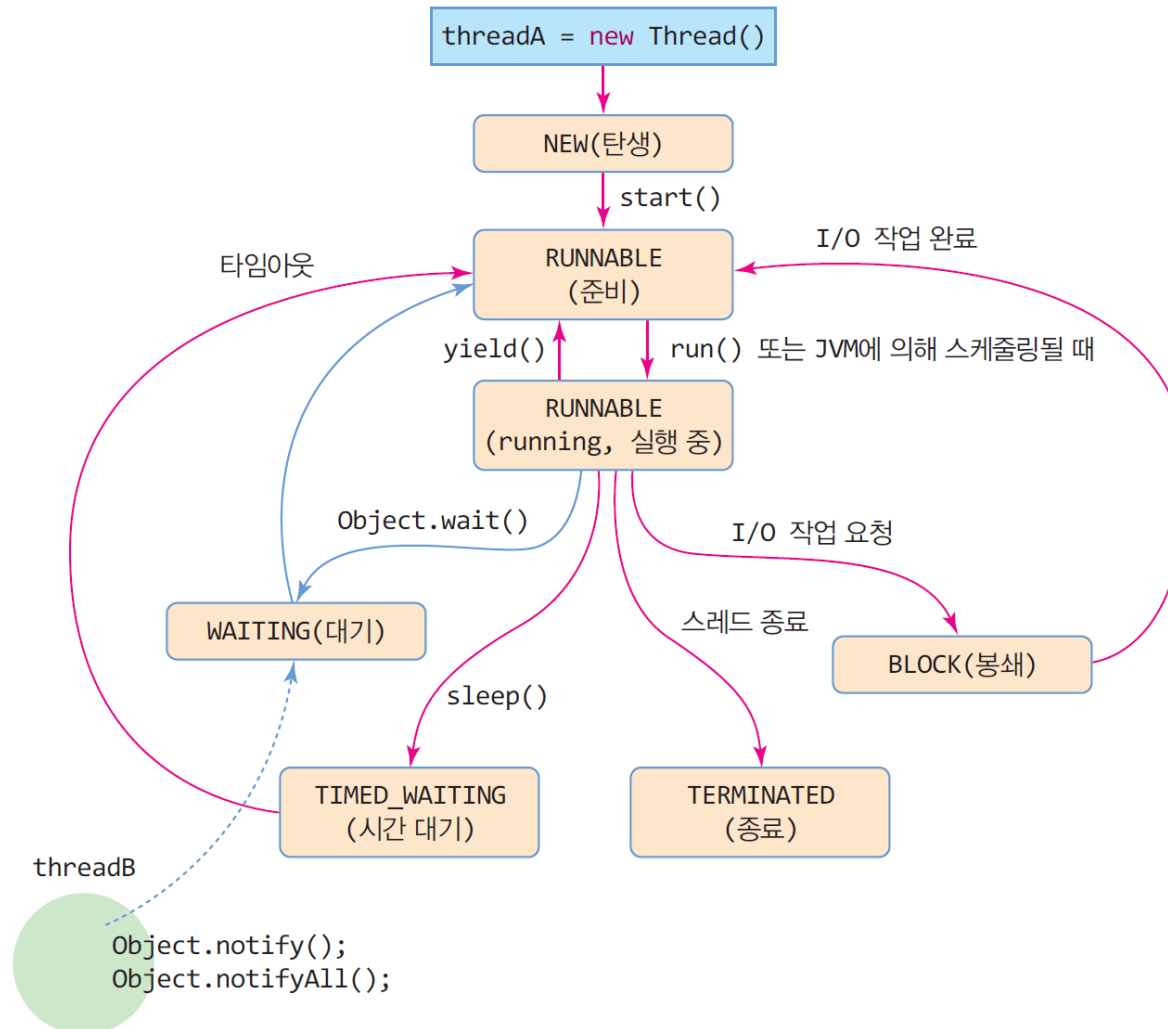 threadA = new Thread()
NEW(탄생)
start()
I/O 작업 완료
타임아웃
RUNNABLE
(준비)
yield()
run() 또는 JVM에 의해 스케줄링될 때
RUNNABLE
(running, 실행 중)
Object.wait()
I/O 작업 요청
WAITING(대기)
스레드 종료
BLOCK(봉쇄)
sleep()
TIMED_WAITING
(시간 대기)
TERMINATED
(종료)
threadB
Object.notify();
Object.notifyAll();